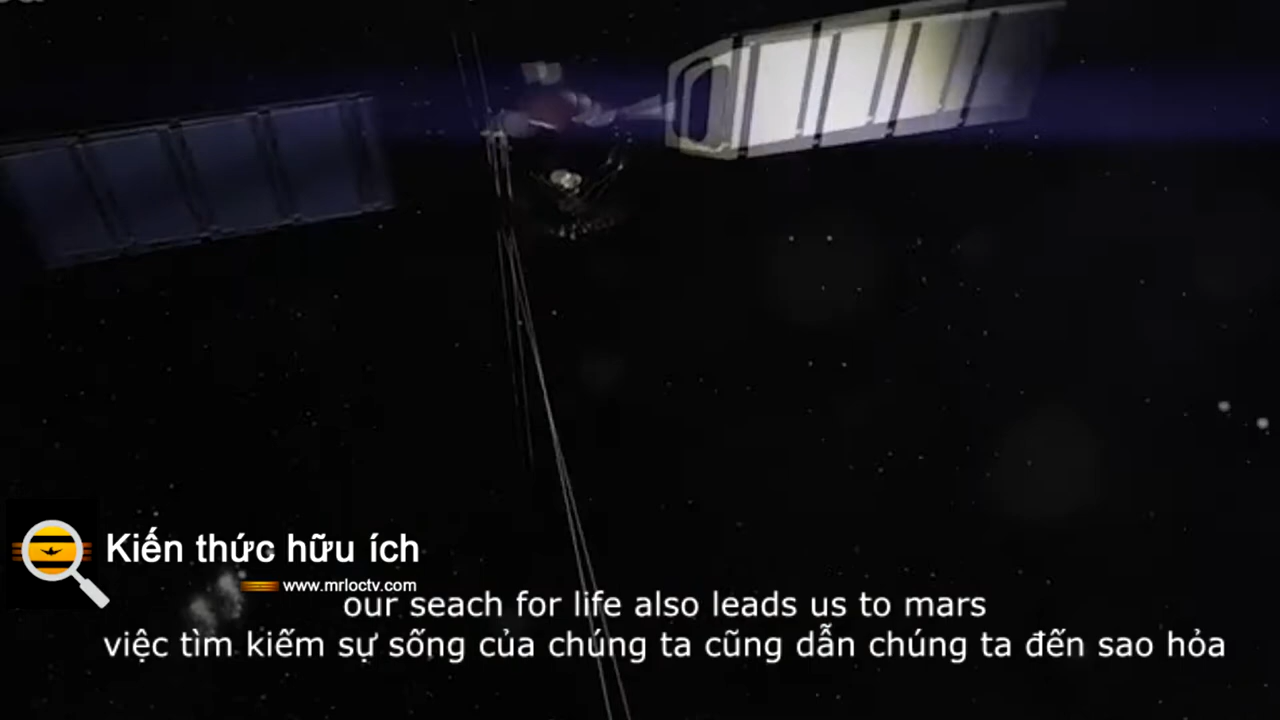 Kiến thức hữu ích
www.mrloctv.com
our seach for life also leads us to mars
việc tìm kiếm sự sống của chúng ta cũng dẫn chúng ta đến sao hỏa